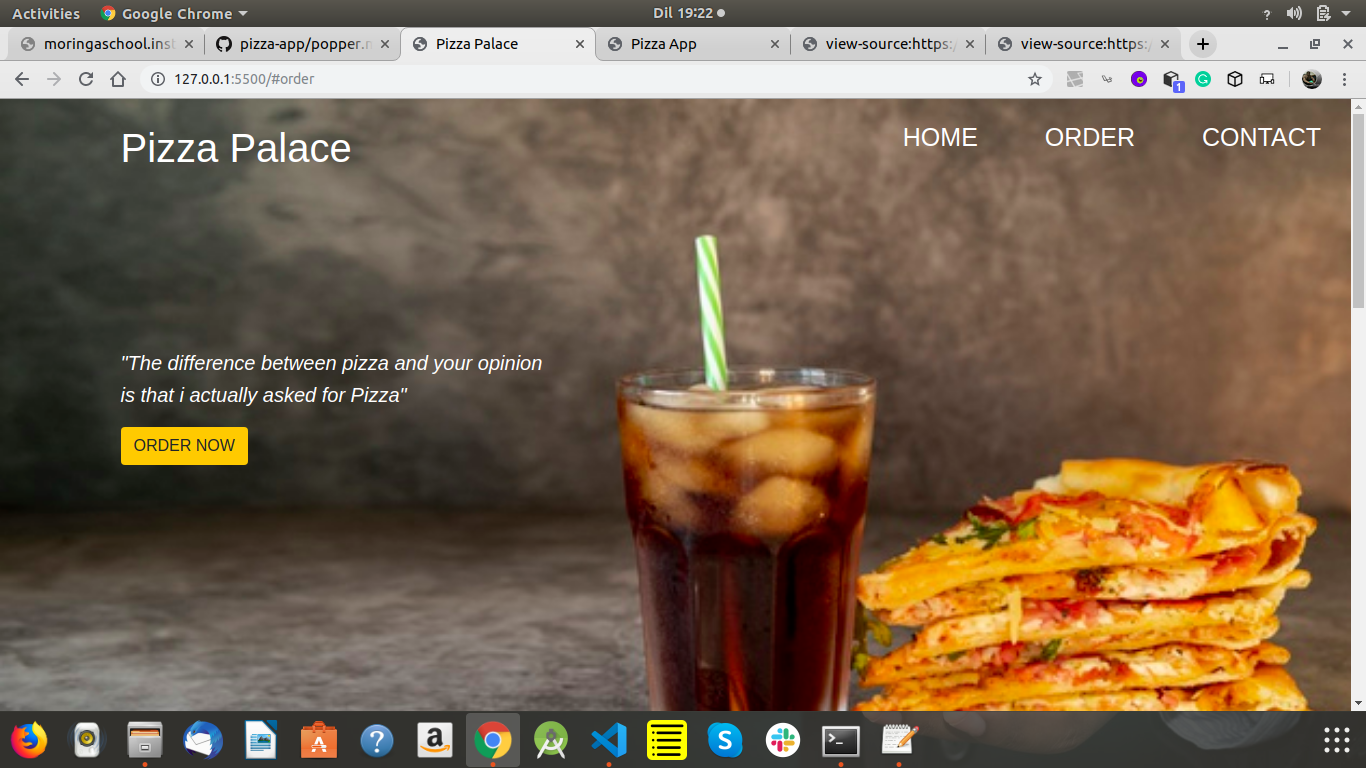 Activities Google Chrome Dil 19:22
moringaschool.inst pizza-app/popper.n Pizza Palace Pizza App view-source:https:/ view-source:https:/
127.0.0.1:5500/#order
1
Pizza Palace HOME ORDER CONTACT
"The difference between pizza and your opinion
is that i actually asked for Pizza"
ORDER NOW